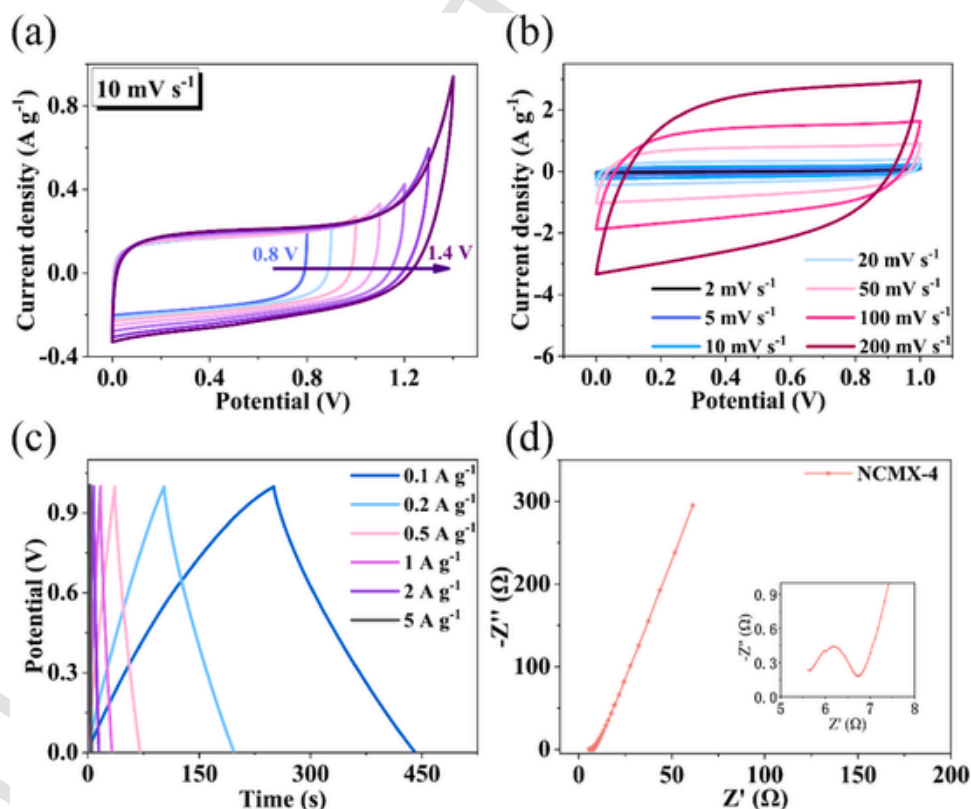 (a)
10 mV s⁻¹
0.8 V
1.4 V
Current density (A g⁻¹)
0.8
0.4
0.0
-0.4
0.0 0.4 0.8 1.2
Potential (V)
(b)
Current density (A g⁻¹)
2
0
-2
-4
-6
2 mV s⁻¹
5 mV s⁻¹
10 mV s⁻¹
20 mV s⁻¹
50 mV s⁻¹
100 mV s⁻¹
200 mV s⁻¹
0.0 0.2 0.4 0.6 0.8 1.0
Potential (V)
(c)
Potential (V)
0.9
0.6
0.3
0.0
0.1 A g⁻¹
0.2 A g⁻¹
0.5 A g⁻¹
1 A g⁻¹
2 A g⁻¹
5 A g⁻¹
0 150 300 450
Time (s)
(d)
-Z'' (Ω)
300
200
100
0
NCMX-4
-Z'' (Ω)
0.9
0.6
0.3
0.0
5 6 7 8
Z' (Ω)
0 50 100 150 200
Z' (Ω)